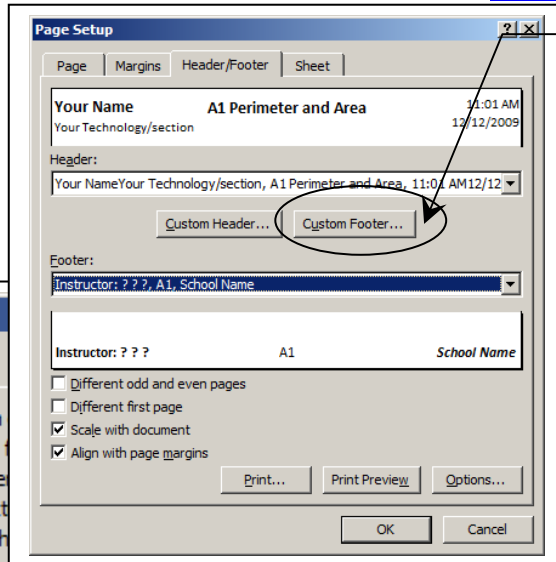 Page Setup
Page Margins Header/Footer Sheet
Your Name A1 Perimeter and Area 11:01 AM
Your Technology/section 12/12/2009
Header:
Your NameYour Technology/section, A1 Perimeter and Area, 11:01 AM12/12
Custom Header... Custom Footer...
Footer:
Instructor: ? ? ?, A1, School Name
Instructor: ? ? ? A1 School Name
Different odd and even pages
Different first page
Scale with document
Align with page margins
Print... Print Preview Options...
OK Cancel